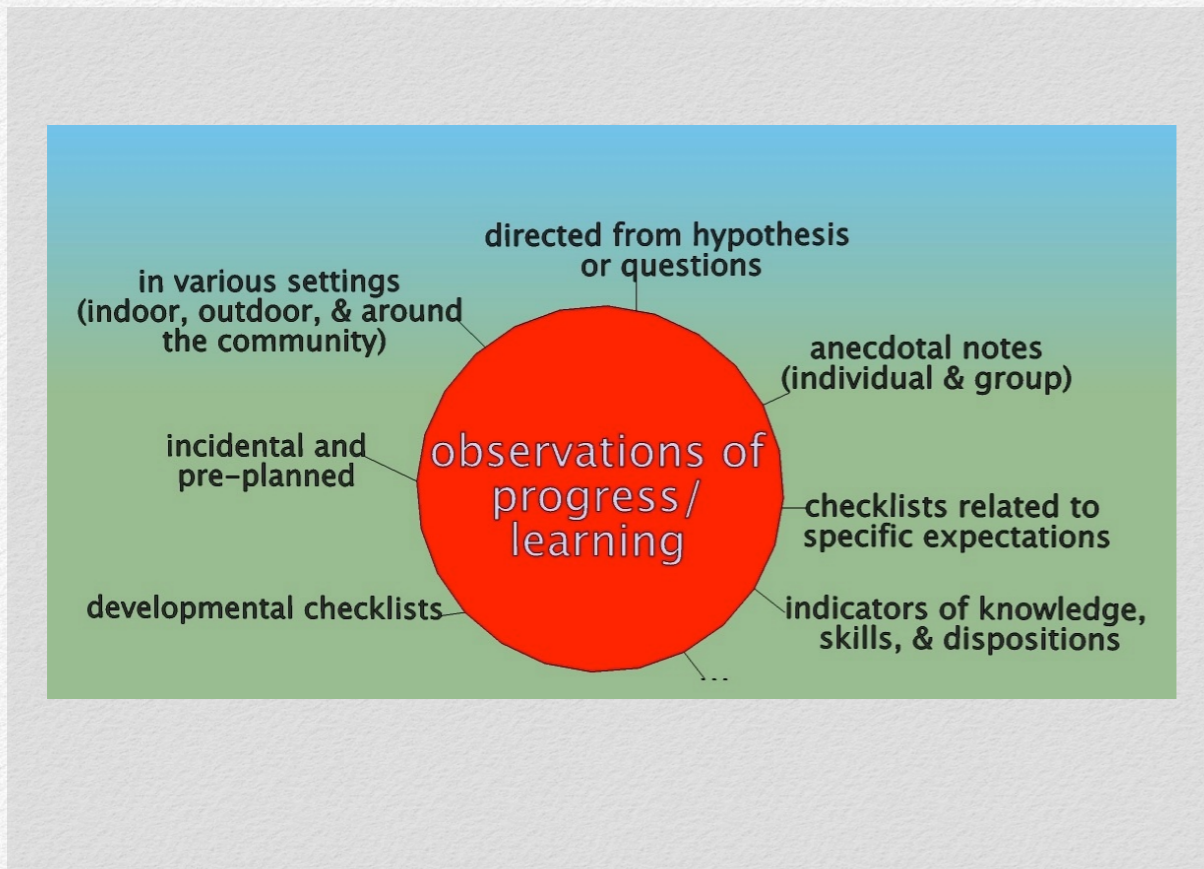 directed from hypothesis
or questions
in various settings
(indoor, outdoor, & around
the community)
anecdotal notes
(individual & group)
incidental and
pre-planned
observations of
progress/
learning
checklists related to
specific expectations
developmental checklists
indicators of knowledge,
skills, & dispositions
...